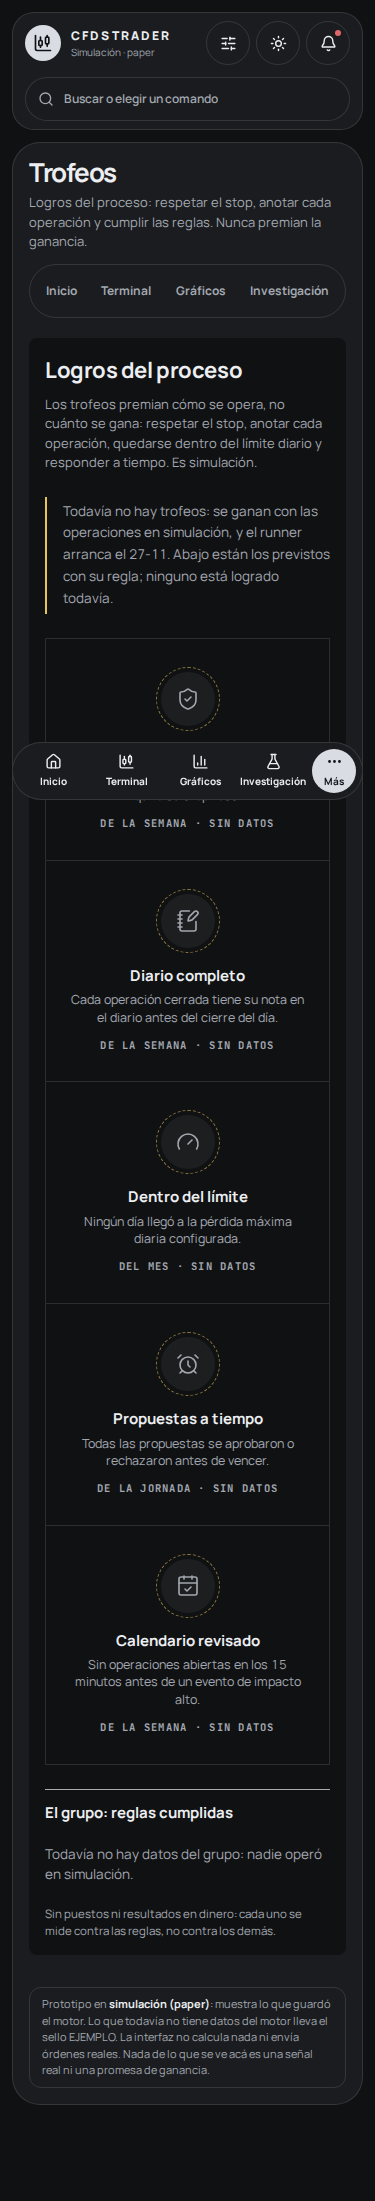 CFDSTRADER
Simulación · paper
Buscar o elegir un comando
Trofeos
Logros del proceso: respetar el stop, anotar cada
operación y cumplir las reglas. Nunca premian la
ganancia.
Inicio Terminal Gráficos Investigación
Logros del proceso
Los trofeos premian cómo se opera, no
cuánto se gana: respetar el stop, anotar cada
operación, quedarse dentro del límite diario y
responder a tiempo. Es simulación.
Todavía no hay trofeos: se ganan con las
operaciones en simulación, y el runner
arranca el 27-11. Abajo están los previstos
con su regla; ninguno está logrado
todavía.
Inicio Terminal Gráficos Investigación Más
DE LA SEMANA · SIN DATOS
Diario completo
Cada operación cerrada tiene su nota en
el diario antes del cierre del día.
DE LA SEMANA · SIN DATOS
Dentro del límite
Ningún día llegó a la pérdida máxima
diaria configurada.
DEL MES · SIN DATOS
Propuestas a tiempo
Todas las propuestas se aprobaron o
rechazaron antes de vencer.
DE LA JORNADA · SIN DATOS
Calendario revisado
Sin operaciones abiertas en los 15
minutos antes de un evento de impacto
alto.
DE LA SEMANA · SIN DATOS
El grupo: reglas cumplidas
Todavía no hay datos del grupo: nadie operó
en simulación.
Sin puestos ni resultados en dinero: cada uno se
mide contra las reglas, no contra los demás.
Prototipo en simulación (paper): muestra lo que guardó
el motor. Lo que todavía no tiene datos del motor lleva el
sello EJEMPLO. La interfaz no calcula nada ni envía
órdenes reales. Nada de lo que se ve acá es una señal
real ni una promesa de ganancia.